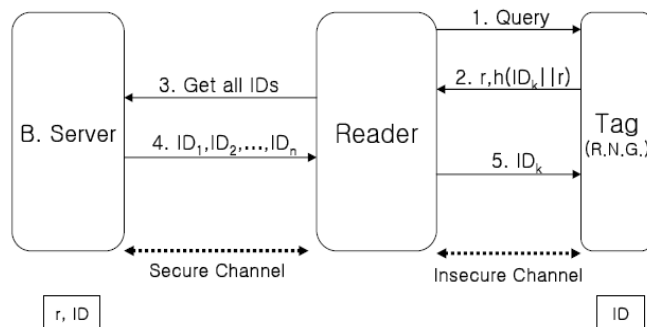 1. Query
2. r,h(IDk||r)
3. Get all IDs
B. Server
Reader
Tag
(R.N.G.)
4. ID1,ID2,...,IDn
5. IDk
Secure Channel
Insecure Channel
r, ID
ID